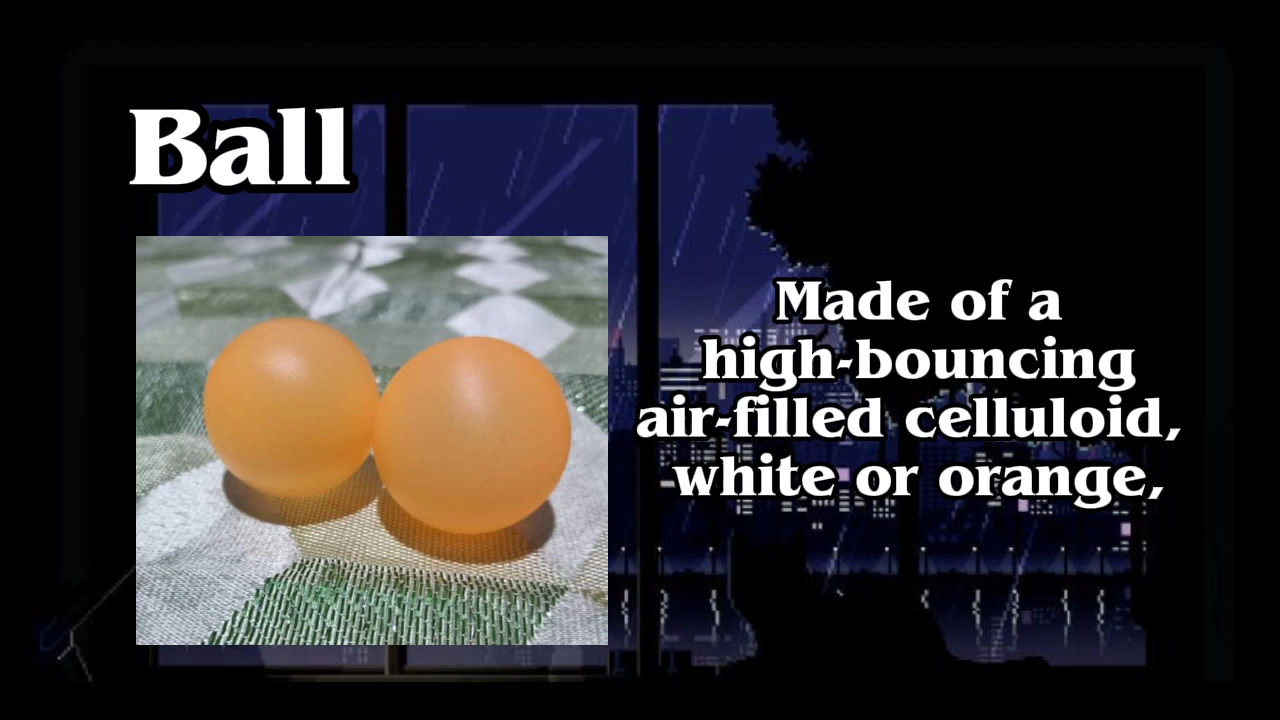 Ball
Made of a
high-bouncing
air-filled celluloid,
white or orange,